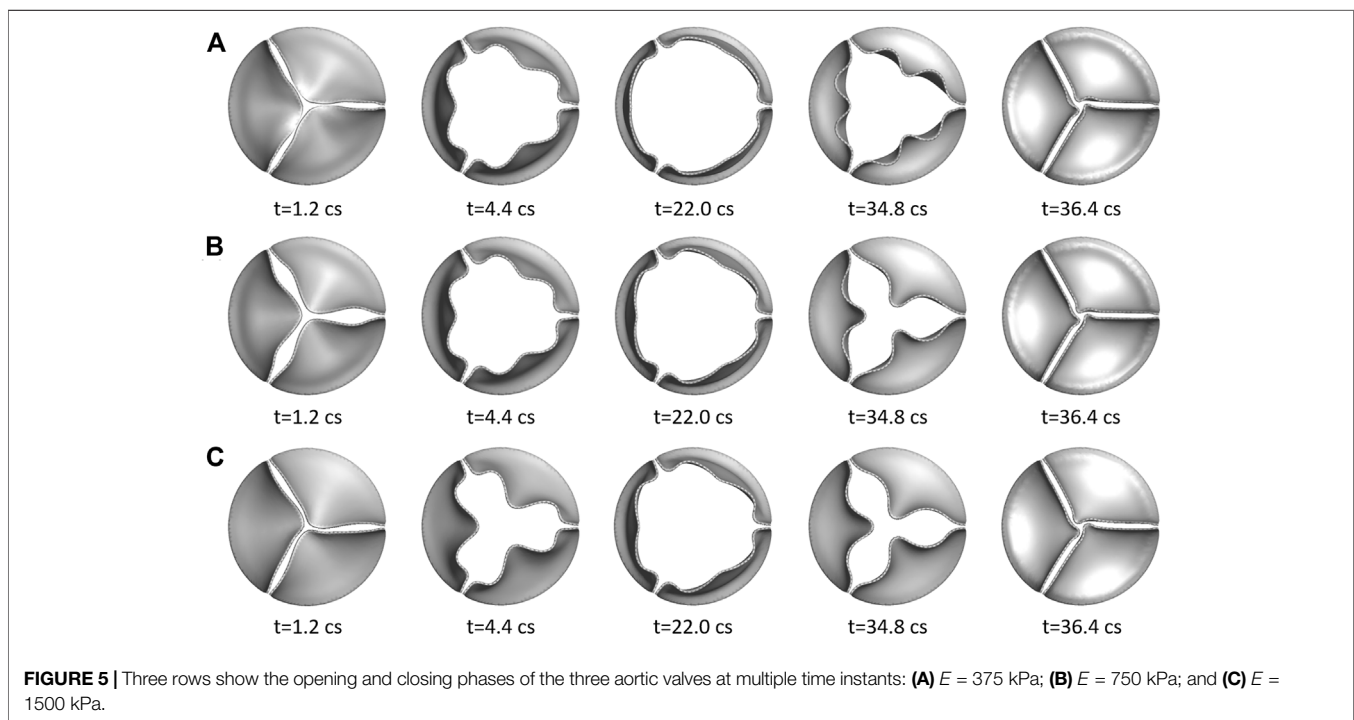 A
t=1.2 cs t=4.4 cs t=22.0 cs t=34.8 cs t=36.4 cs
B
t=1.2 cs t=4.4 cs t=22.0 cs t=34.8 cs t=36.4 cs
C
t=1.2 cs t=4.4 cs t=22.0 cs t=34.8 cs t=36.4 cs
FIGURE 5 | Three rows show the opening and closing phases of the three aortic valves at multiple time instants: (A) E = 375 kPa; (B) E = 750 kPa; and (C) E =
1500 kPa.